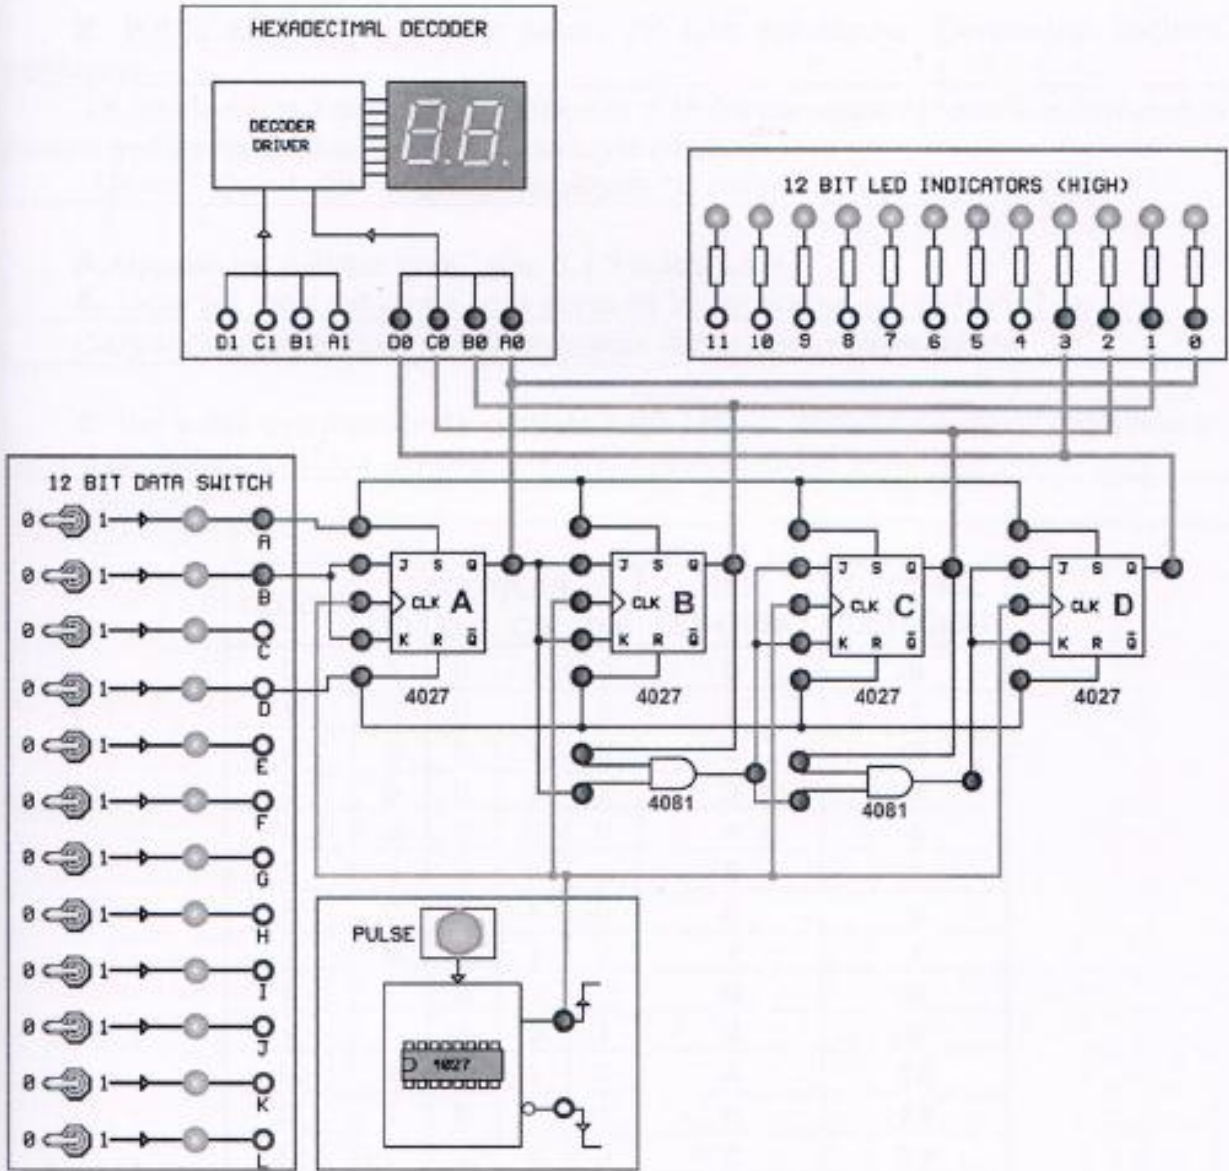 HEXADECIMAL DECODER
DECODER
DRIVER
88
D1 C1 B1 A1 D0 C0 B0 A0
12 BIT LED INDICATORS (HIGH)
11 10 9 8 7 6 5 4 3 2 1 0
12 BIT DATA SWITCH
0 1 A
0 1 B
0 1 C
0 1 D
0 1 E
0 1 F
0 1 G
0 1 H
0 1 I
0 1 J
0 1 K
0 1 L
J S Q
CLK A
K R Q̄
4027
J S Q
CLK B
K R Q̄
4027
J S Q
CLK C
K R Q̄
4027
J S Q
CLK D
K R Q̄
4027
4081
4081
PULSE
4027